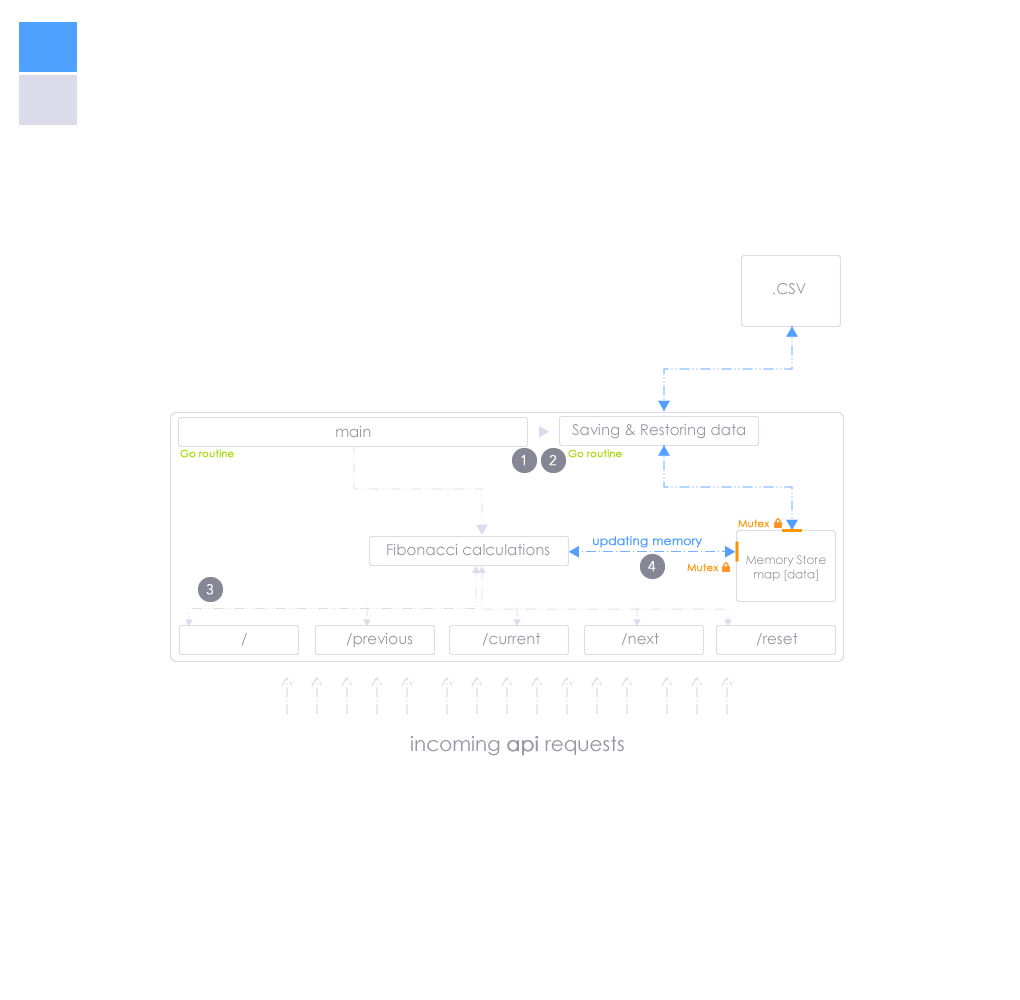 .CSV
main
Saving & Restoring data
Go routine
1
2
Go routine
Mutex
Fibonacci calculations
updating memory
4
Mutex
Memory Store
map [data]
3
/
/previous
/current
/next
/reset
incoming api requests